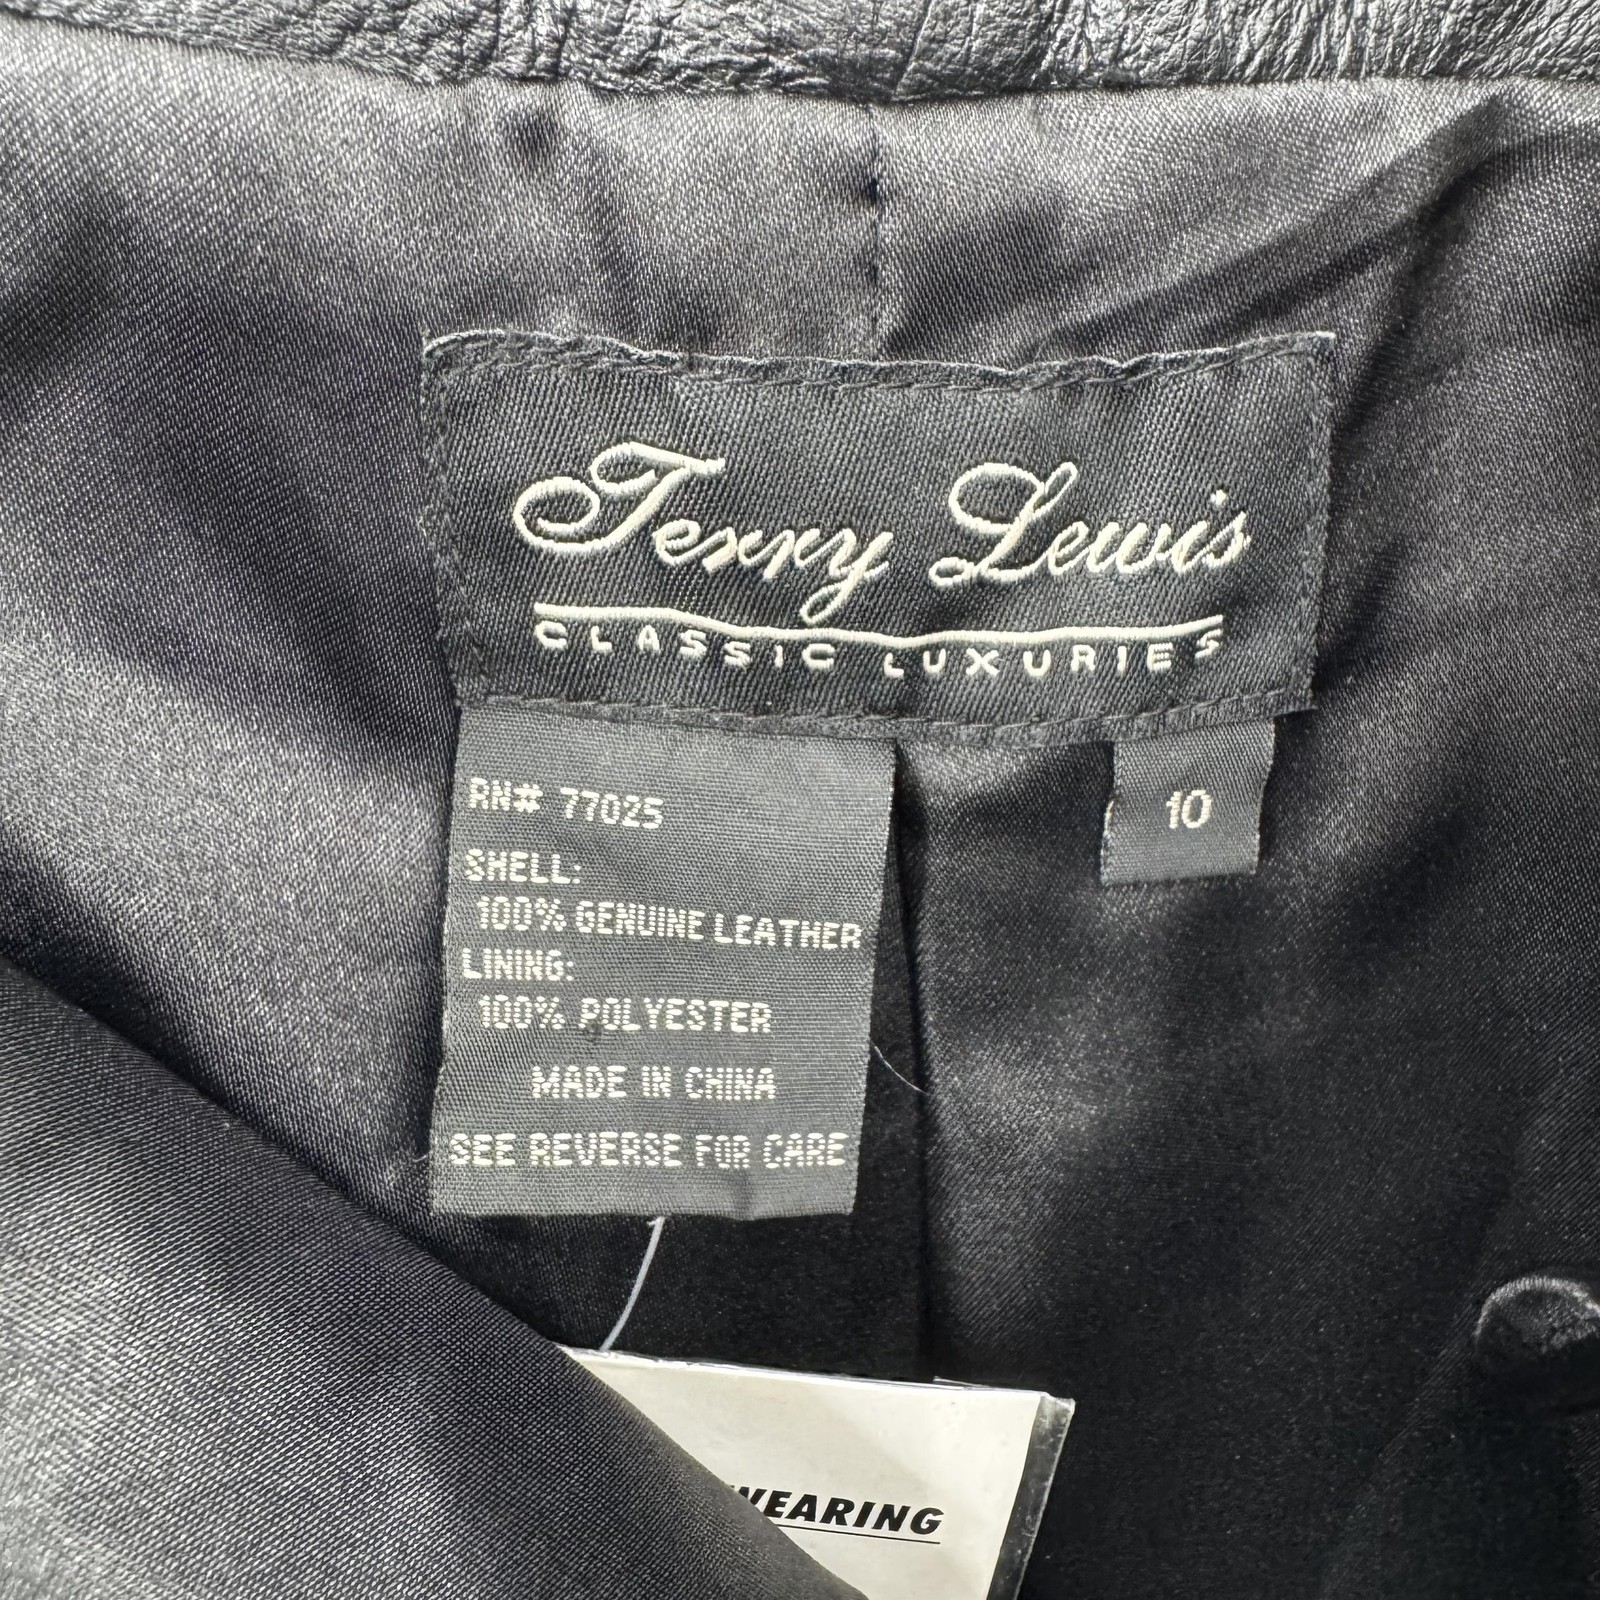 Terry Lewis
CLASSIC LUXURIES
RN# 77025
10
SHELL:
100% GENUINE LEATHER
LINING:
100% POLYESTER
MADE IN CHINA
SEE REVERSE FOR CARE
WEARING